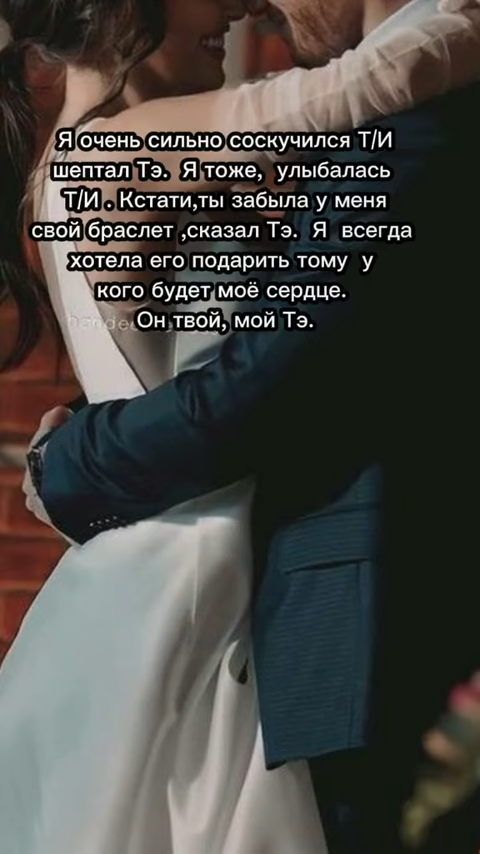 Я очень сильно соскучился Т/И
шептал Тэ. Я тоже, улыбалась
Т/И . Кстати,ты забыла у меня
свой браслет ,сказал Тэ. Я всегда
хотела его подарить тому у
кого будет моё сердце.
Он твой, мой Тэ.